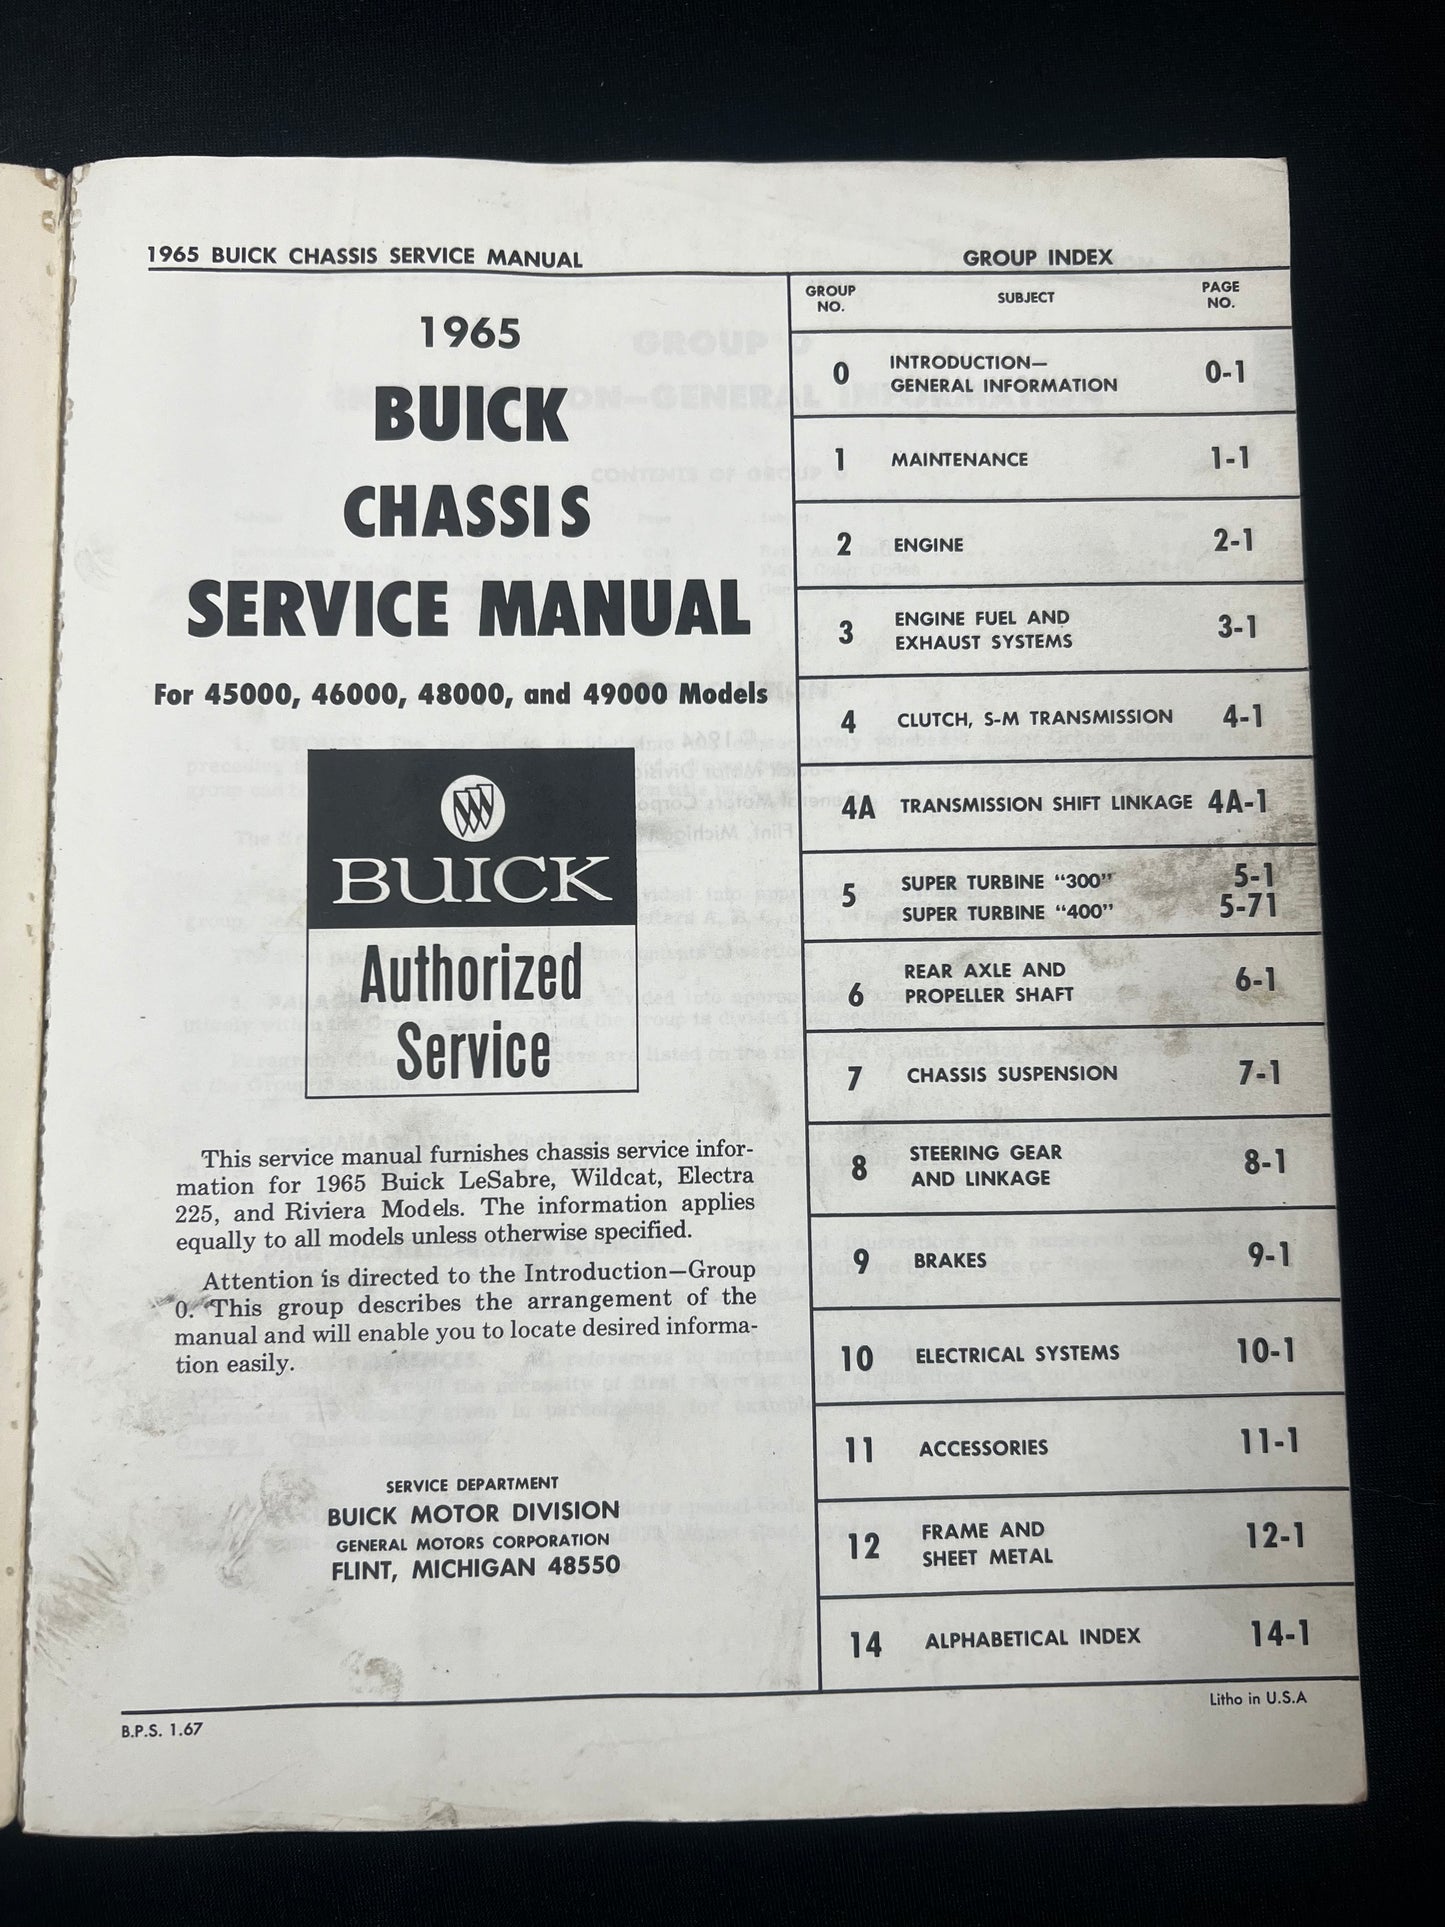 1965 BUICK CHASSIS SERVICE MANUAL
1965
BUICK
CHASSIS
SERVICE MANUAL
For 45000, 46000, 48000, and 49000 Models
BUICK
Authorized
Service
This service manual furnishes chassis service infor-
mation for 1965 Buick LeSabre, Wildcat, Electra
225, and Riviera Models. The information applies
equally to all models unless otherwise specified.
Attention is directed to the Introduction—Group
0. This group describes the arrangement of the
manual and will enable you to locate desired informa-
tion easily.
SERVICE DEPARTMENT
BUICK MOTOR DIVISION
GENERAL MOTORS CORPORATION
FLINT, MICHIGAN 48550
B.P.S. 1.67
GROUP INDEX
GROUP NO. SUBJECT PAGE NO.
0 INTRODUCTION— 0-1
GENERAL INFORMATION
1 MAINTENANCE 1-1
2 ENGINE 2-1
3 ENGINE FUEL AND 3-1
EXHAUST SYSTEMS
4 CLUTCH, S-M TRANSMISSION 4-1
4A TRANSMISSION SHIFT LINKAGE 4A-1
5 SUPER TURBINE "300" 5-1
SUPER TURBINE "400" 5-71
6 REAR AXLE AND 6-1
PROPELLER SHAFT
7 CHASSIS SUSPENSION 7-1
8 STEERING GEAR 8-1
AND LINKAGE
9 BRAKES 9-1
10 ELECTRICAL SYSTEMS 10-1
11 ACCESSORIES 11-1
12 FRAME AND 12-1
SHEET METAL
14 ALPHABETICAL INDEX 14-1
Litho in U.S.A